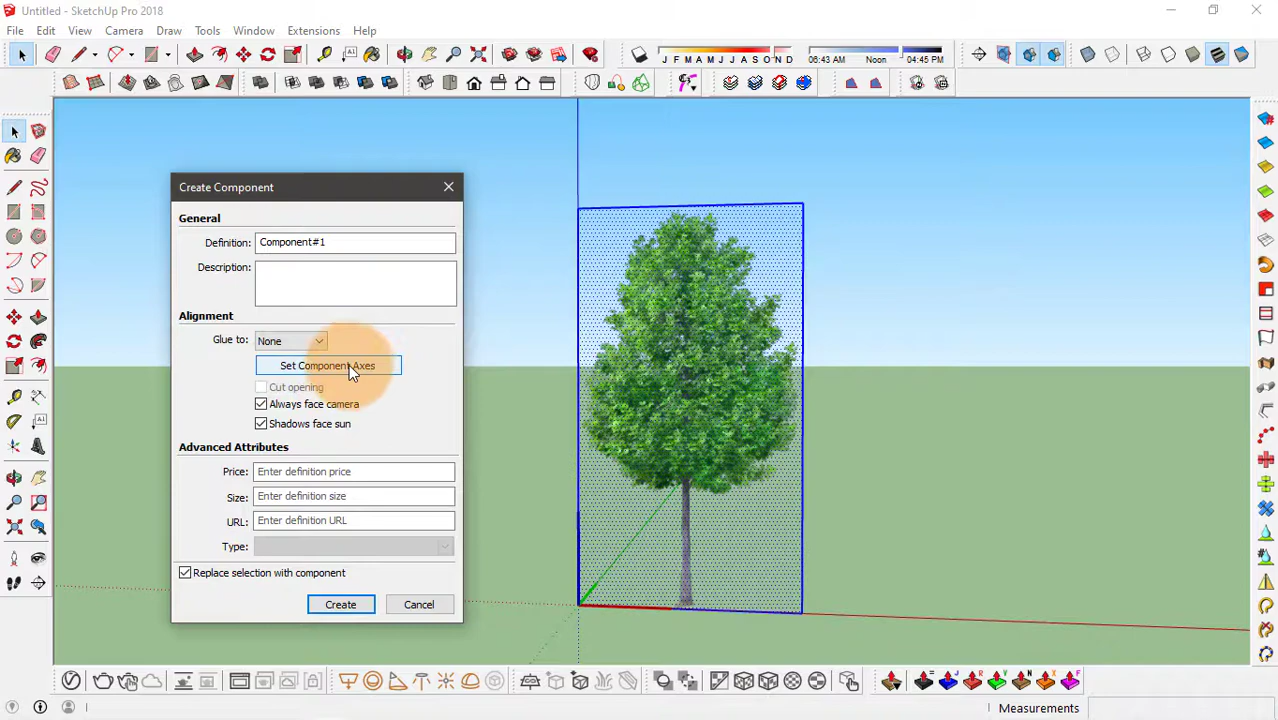 Untitled - SketchUp Pro 2018
File Edit View Camera Draw Tools Window Extensions Help
J F M A M J J A S O N D
06:43 AM Noon 04:45 PM
Create Component
General
Definition: Component#1
Description:
Alignment
Glue to: None
Set Component Axes
Cut opening
Always face camera
Shadows face sun
Advanced Attributes
Price: Enter definition price
Size: Enter definition size
URL: Enter definition URL
Type:
Replace selection with component
Create Cancel
Measurements